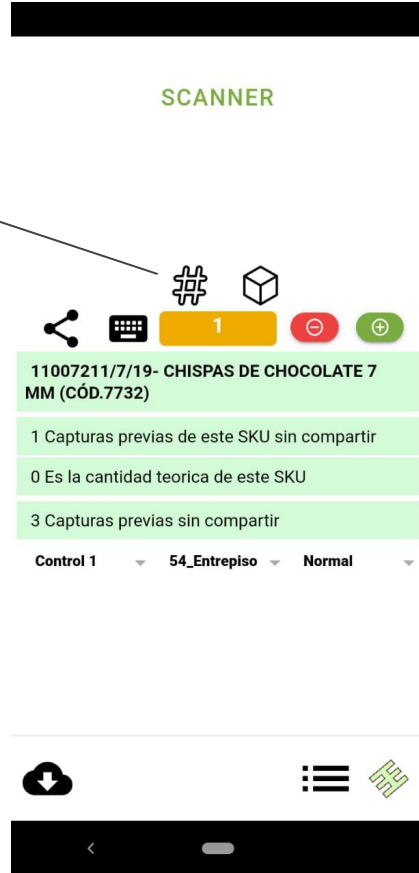 SCANNER
1
11007211/7/19- CHISPAS DE CHOCOLATE 7
MM (CÓD.7732)
1 Capturas previas de este SKU sin compartir
0 Es la cantidad teorica de este SKU
3 Capturas previas sin compartir
Control 1 54_Entrepiso Normal